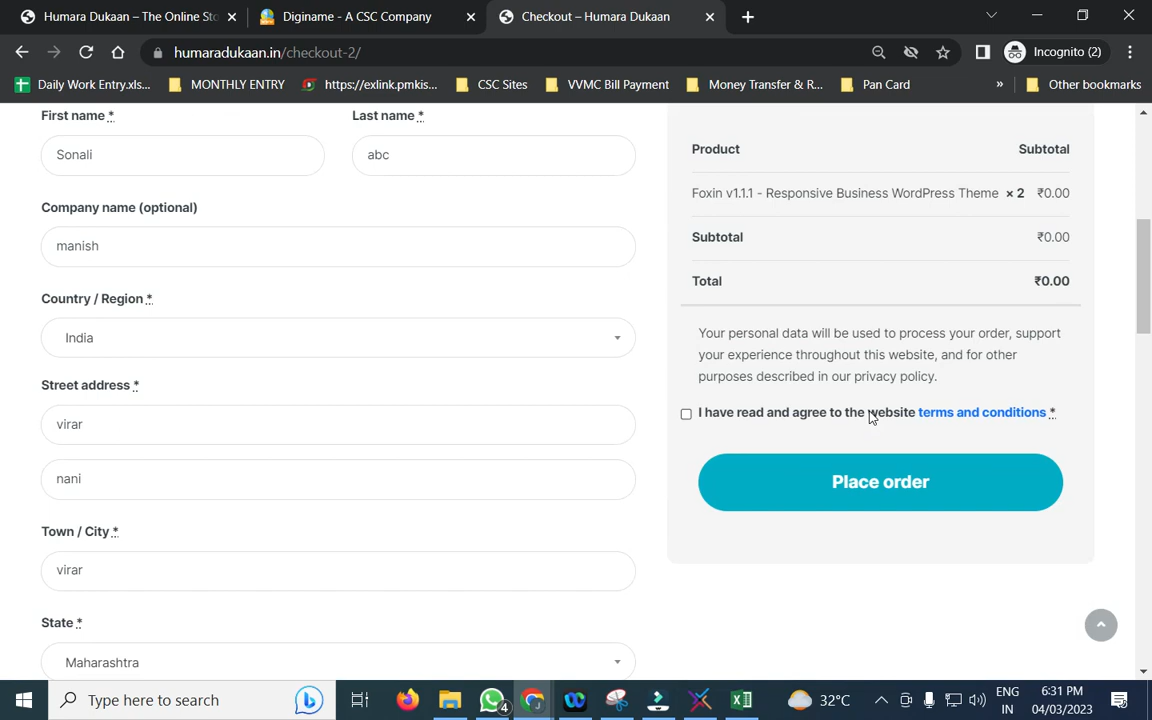 Humara Dukaan – The Online Sto
Diginame - A CSC Company
Checkout – Humara Dukaan
humaradukaan.in/checkout-2/
Incognito (2)
Daily Work Entry.xls...
MONTHLY ENTRY
https://exlink.pmkis...
CSC Sites
VVMC Bill Payment
Money Transfer & R...
Pan Card
»
Other bookmarks
First name *
Last name *
Sonali
abc
Company name (optional)
manish
Country / Region *
India
Street address *
virar
nani
Town / City *
virar
State *
Maharashtra
Product
Subtotal
Foxin v1.1.1 - Responsive Business WordPress Theme × 2
₹0.00
Subtotal
₹0.00
Total
₹0.00
Your personal data will be used to process your order, support
your experience throughout this website, and for other
purposes described in our privacy policy.
I have read and agree to the website terms and conditions *
Place order
Type here to search
4
32°C
ENG
IN
6:31 PM
04/03/2023